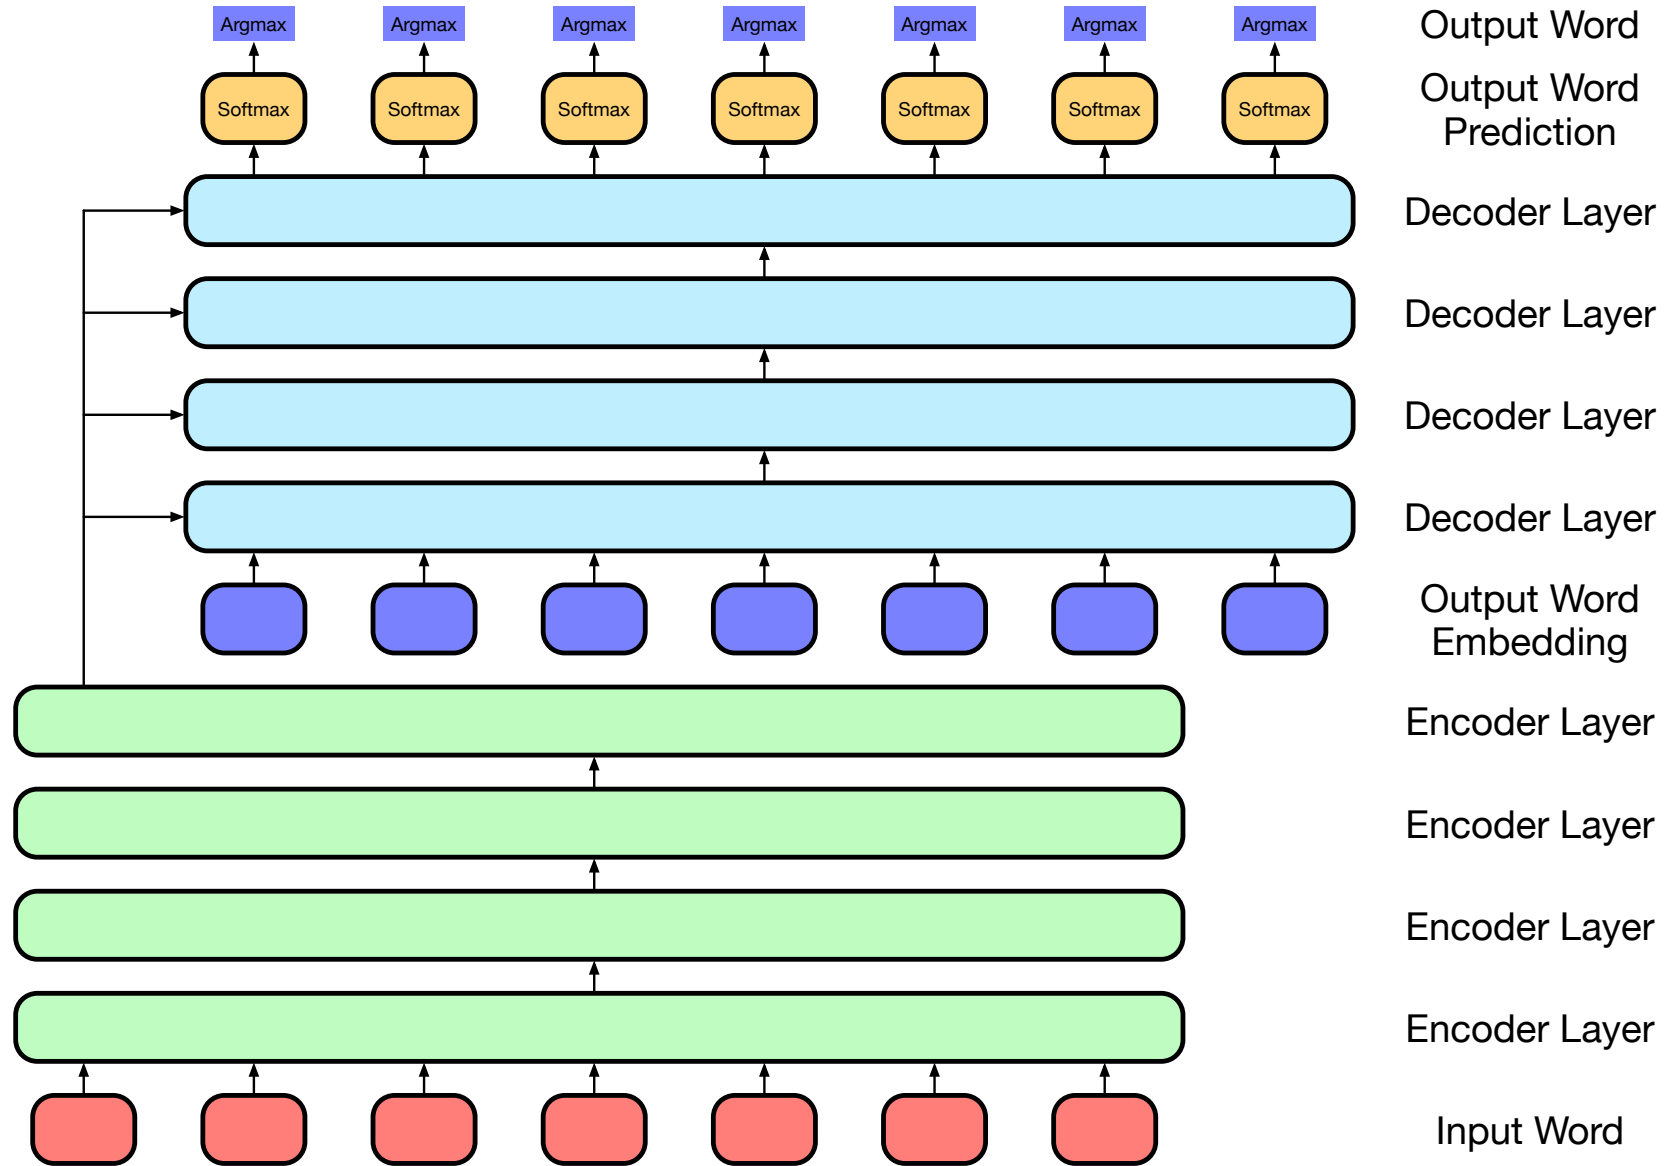 Argmax Argmax Argmax Argmax Argmax Argmax Argmax Output Word
Softmax Softmax Softmax Softmax Softmax Softmax Softmax Output Word
Prediction
Decoder Layer
Decoder Layer
Decoder Layer
Decoder Layer
Output Word
Embedding
Encoder Layer
Encoder Layer
Encoder Layer
Encoder Layer
Input Word